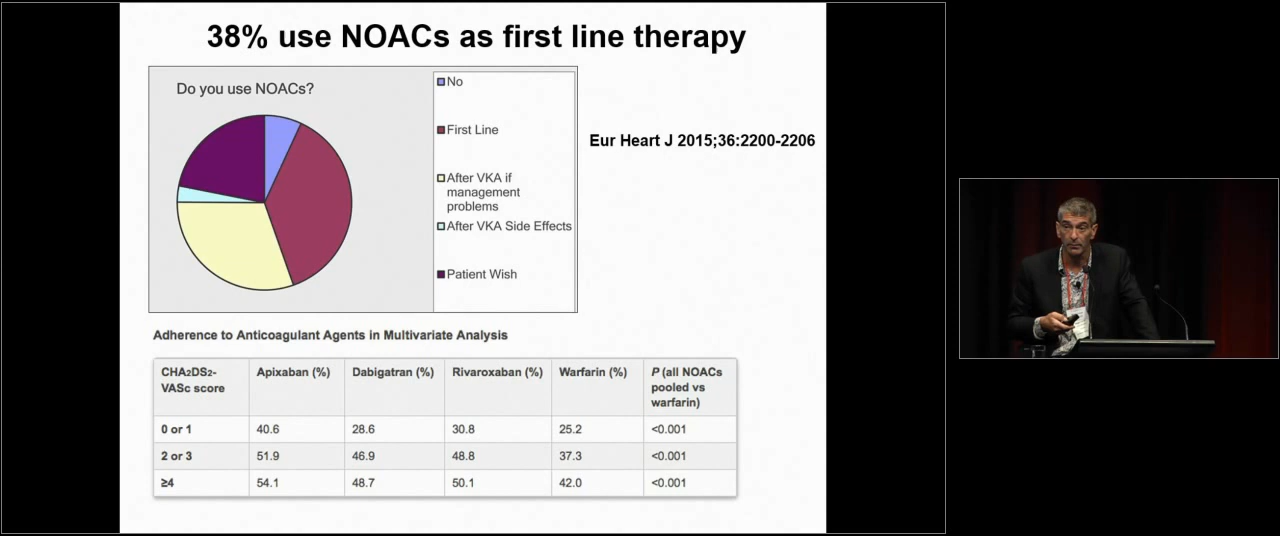 38% use NOACs as first line therapy
Do you use NOACs?
No
First Line
After VKA if
management
problems
After VKA Side Effects
Patient Wish
Eur Heart J 2015;36:2200-2206
Adherence to Anticoagulant Agents in Multivariate Analysis
CHA2DS2-
VASc score
Apixaban (%)
Dabigatran (%)
Rivaroxaban (%)
Warfarin (%)
P (all NOACs
pooled vs
warfarin)
0 or 1 40.6 28.6 30.8 25.2 <0.001
2 or 3 51.9 46.9 48.8 37.3 <0.001
≥4 54.1 48.7 50.1 42.0 <0.001